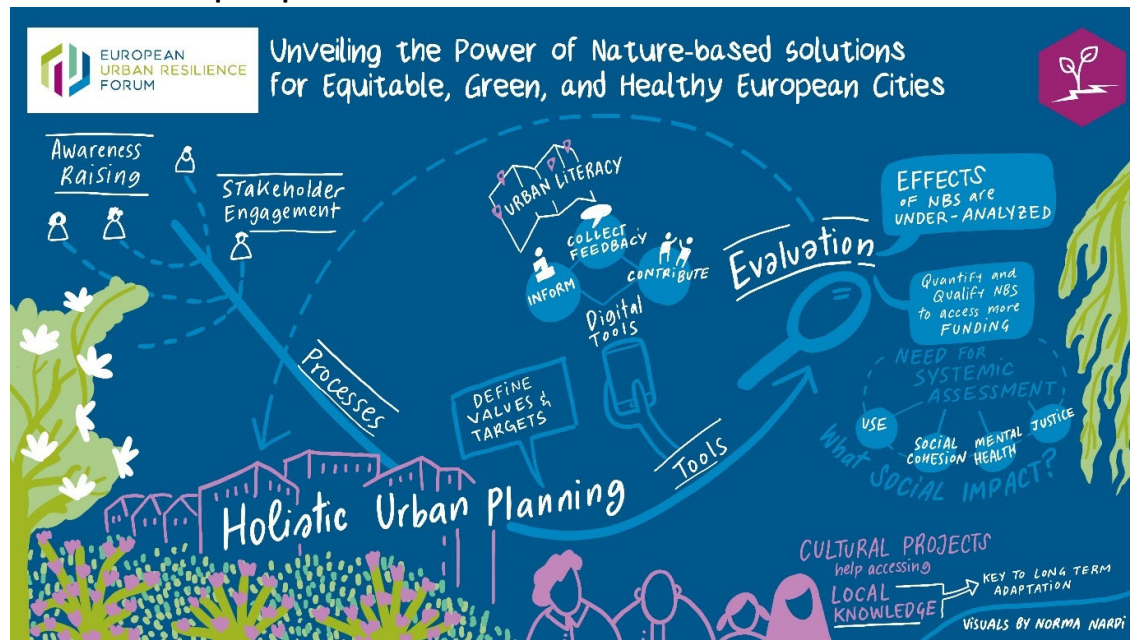 EUROPEAN
URBAN RESILIENCE
FORUM
Unveiling the Power of Nature-based solutions
for Equitable, Green, and Healthy European Cities
Awareness
Raising
Stakeholder
Engagement
URBAN LITERACY
COLLECT
FEEDBACK
INFORM
CONTRIBUTE
Digital
Tools
Evaluation
EFFECTS
OF NBS are
UNDER-ANALYZED
Quantify and
Qualify NBS
to access more
FUNDING
NEED FOR
SYSTEMIC
ASSESSMENT
USE
SOCIAL
COHESION
MENTAL
HEALTH
JUSTICE
What
SOCIAL IMPACT?
Processes
DEFINE
VALUES &
TARGETS
Tools
Holistic Urban Planning
CULTURAL PROJECTS
help accessing
LOCAL
KNOWLEDGE
KEY TO LONG TERM
ADAPTATION
VISUALS BY NORMA NARDI